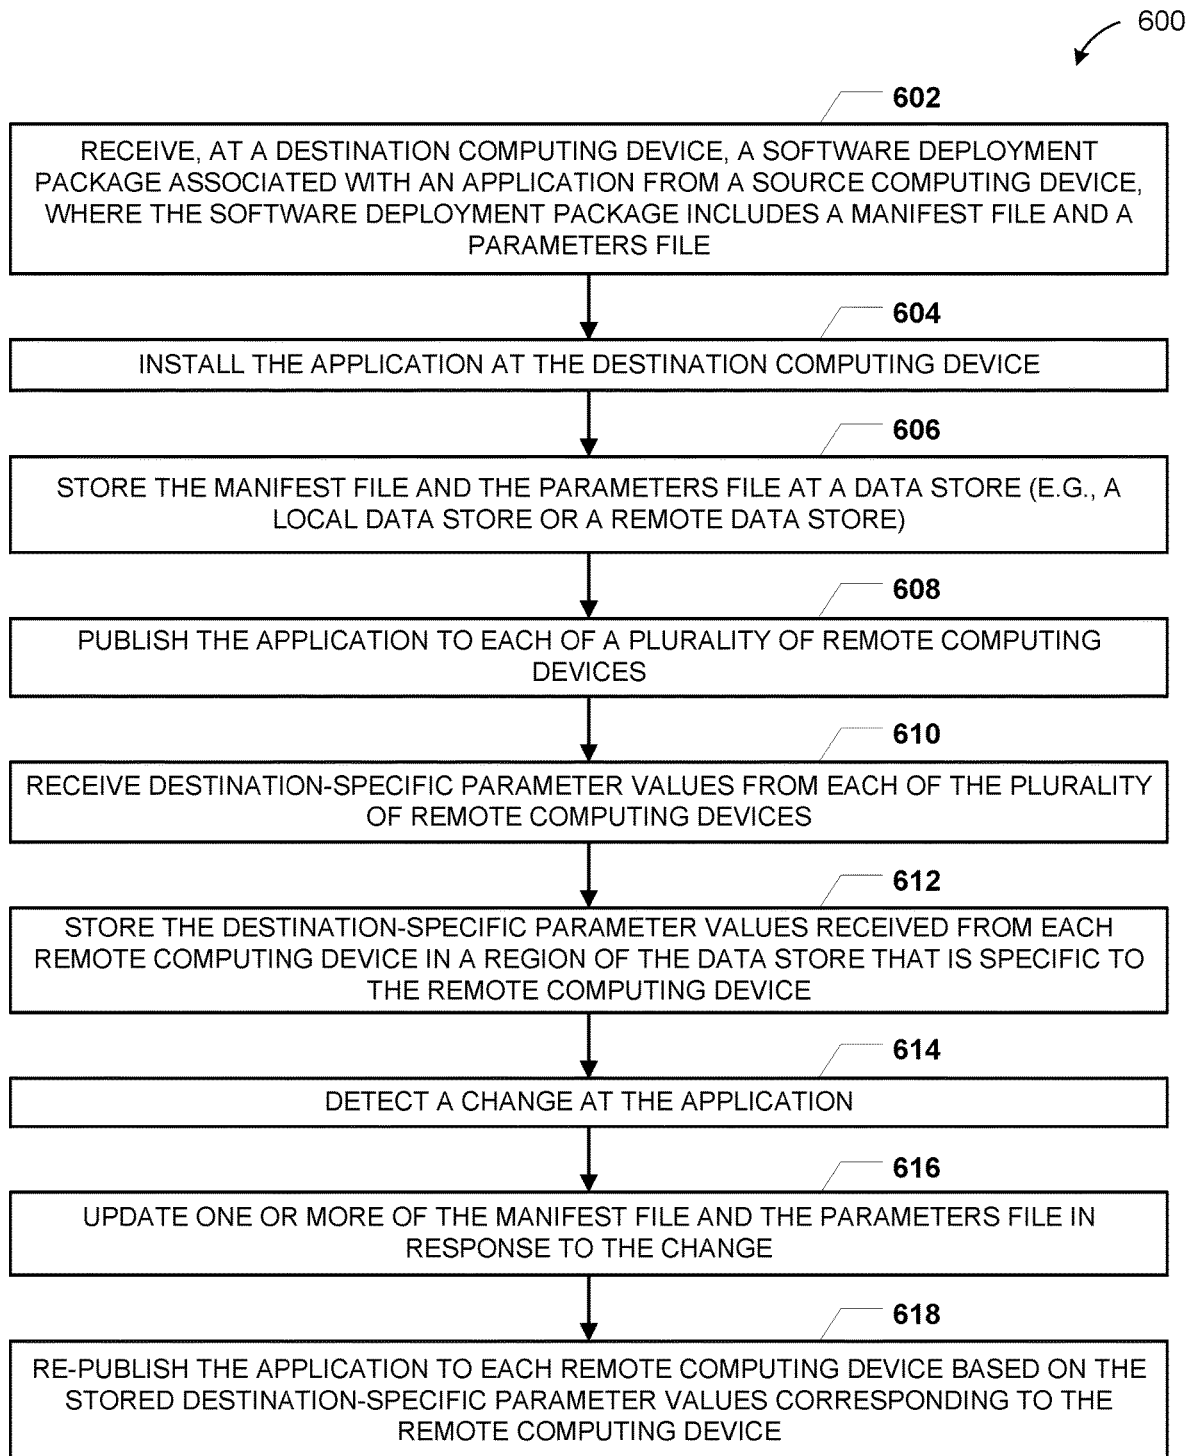 600
602
RECEIVE, AT A DESTINATION COMPUTING DEVICE, A SOFTWARE DEPLOYMENT
PACKAGE ASSOCIATED WITH AN APPLICATION FROM A SOURCE COMPUTING DEVICE,
WHERE THE SOFTWARE DEPLOYMENT PACKAGE INCLUDES A MANIFEST FILE AND A
PARAMETERS FILE
604
INSTALL THE APPLICATION AT THE DESTINATION COMPUTING DEVICE
606
STORE THE MANIFEST FILE AND THE PARAMETERS FILE AT A DATA STORE (E.G., A
LOCAL DATA STORE OR A REMOTE DATA STORE)
608
PUBLISH THE APPLICATION TO EACH OF A PLURALITY OF REMOTE COMPUTING
DEVICES
610
RECEIVE DESTINATION-SPECIFIC PARAMETER VALUES FROM EACH OF THE PLURALITY
OF REMOTE COMPUTING DEVICES
612
STORE THE DESTINATION-SPECIFIC PARAMETER VALUES RECEIVED FROM EACH
REMOTE COMPUTING DEVICE IN A REGION OF THE DATA STORE THAT IS SPECIFIC TO
THE REMOTE COMPUTING DEVICE
614
DETECT A CHANGE AT THE APPLICATION
616
UPDATE ONE OR MORE OF THE MANIFEST FILE AND THE PARAMETERS FILE IN
RESPONSE TO THE CHANGE
618
RE-PUBLISH THE APPLICATION TO EACH REMOTE COMPUTING DEVICE BASED ON THE
STORED DESTINATION-SPECIFIC PARAMETER VALUES CORRESPONDING TO THE
REMOTE COMPUTING DEVICE